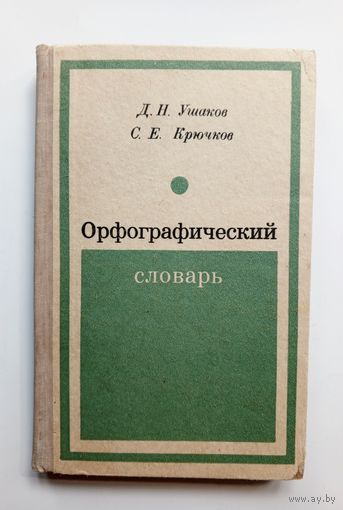 Д. Н. Ушаков
С. Е. Крючков
Орфографический
словарь
www.ay.by